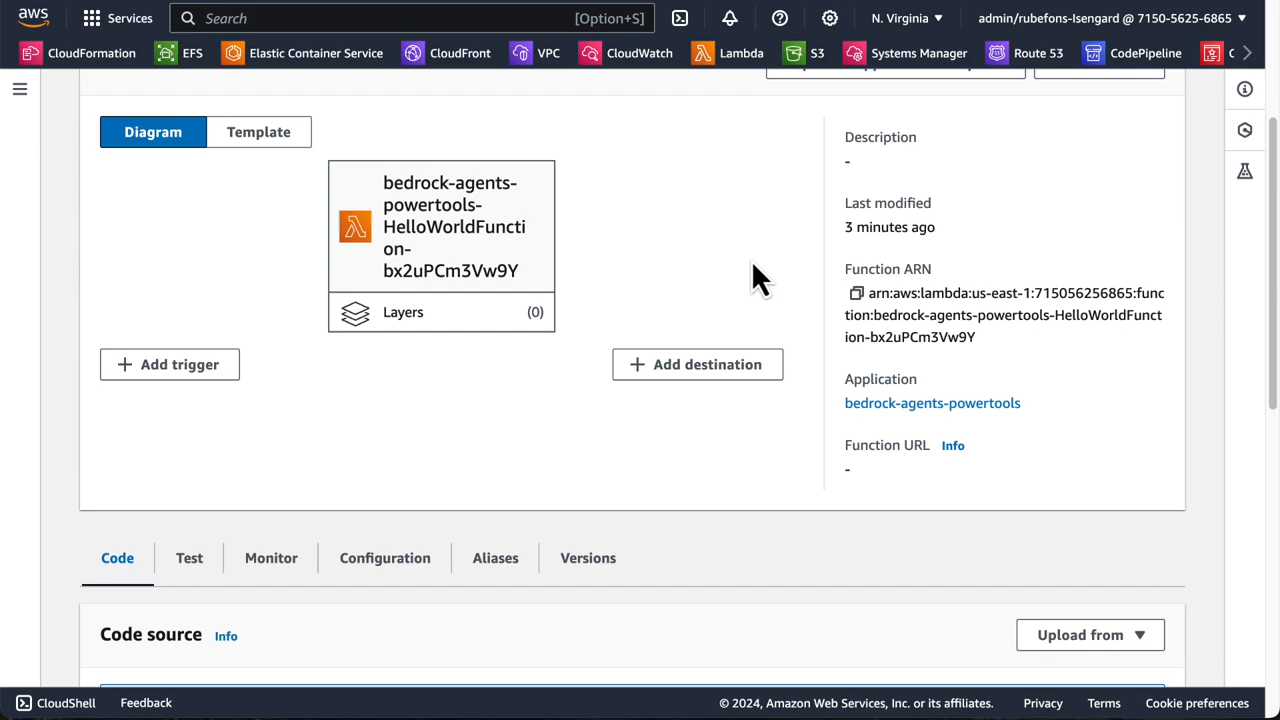 aws
Services
Search
[Option+S]
N. Virginia ▼
admin/rubefons-Isengard @ 7150-5625-6865 ▼
CloudFormation
EFS
Elastic Container Service
CloudFront
VPC
CloudWatch
Lambda
S3
Systems Manager
Route 53
CodePipeline
C
Diagram
Template
bedrock-agents-
powertools-
HelloWorldFuncti
on-
bx2uPCm3Vw9Y
Layers
(0)
+ Add trigger
+ Add destination
Description
-
Last modified
3 minutes ago
Function ARN
arn:aws:lambda:us-east-1:715056256865:func
tion:bedrock-agents-powertools-HelloWorldFunct
ion-bx2uPCm3Vw9Y
Application
bedrock-agents-powertools
Function URL Info
-
Code
Test
Monitor
Configuration
Aliases
Versions
Code source Info
Upload from ▼
CloudShell
Feedback
© 2024, Amazon Web Services, Inc. or its affiliates.
Privacy
Terms
Cookie preferences